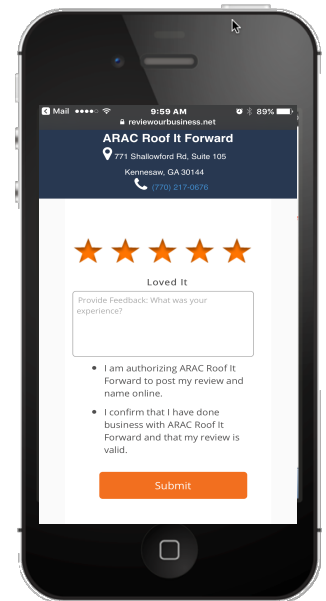 Mail 9:59 AM 89%
reviewourbusiness.net
ARAC Roof It Forward
771 Shallowford Rd, Suite 105
Kennesaw, GA 30144
(770) 217-0676
Loved It
Provide Feedback: What was your
experience?
I am authorizing ARAC Roof It
Forward to post my review and
name online.
I confirm that I have done
business with ARAC Roof It
Forward and that my review is
valid.
Submit